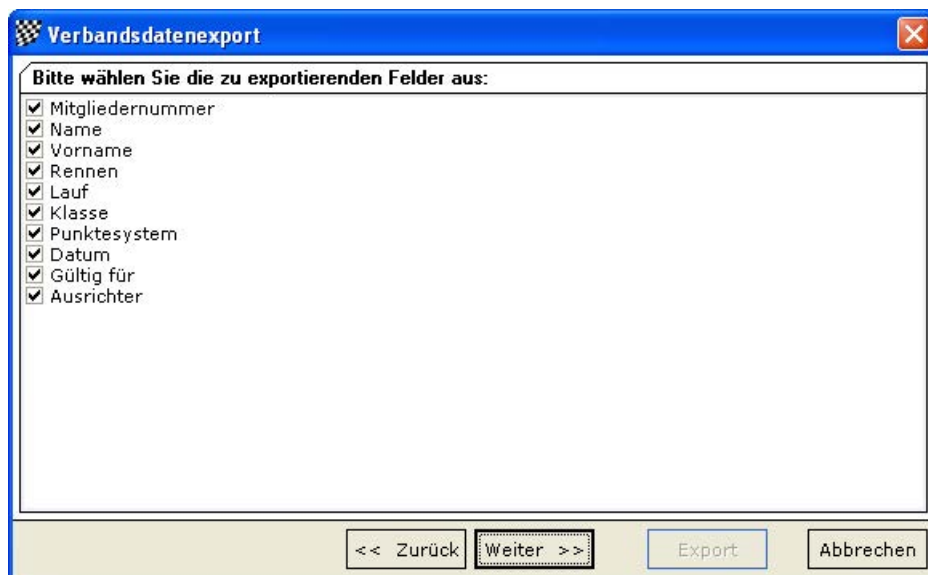 Verbandsdatenexport
Bitte wählen Sie die zu exportierenden Felder aus:
Mitgliedernummer
Name
Vorname
Rennen
Lauf
Klasse
Punktesystem
Datum
Gültig für
Ausrichter
<< Zurück Weiter >> Export Abbrechen